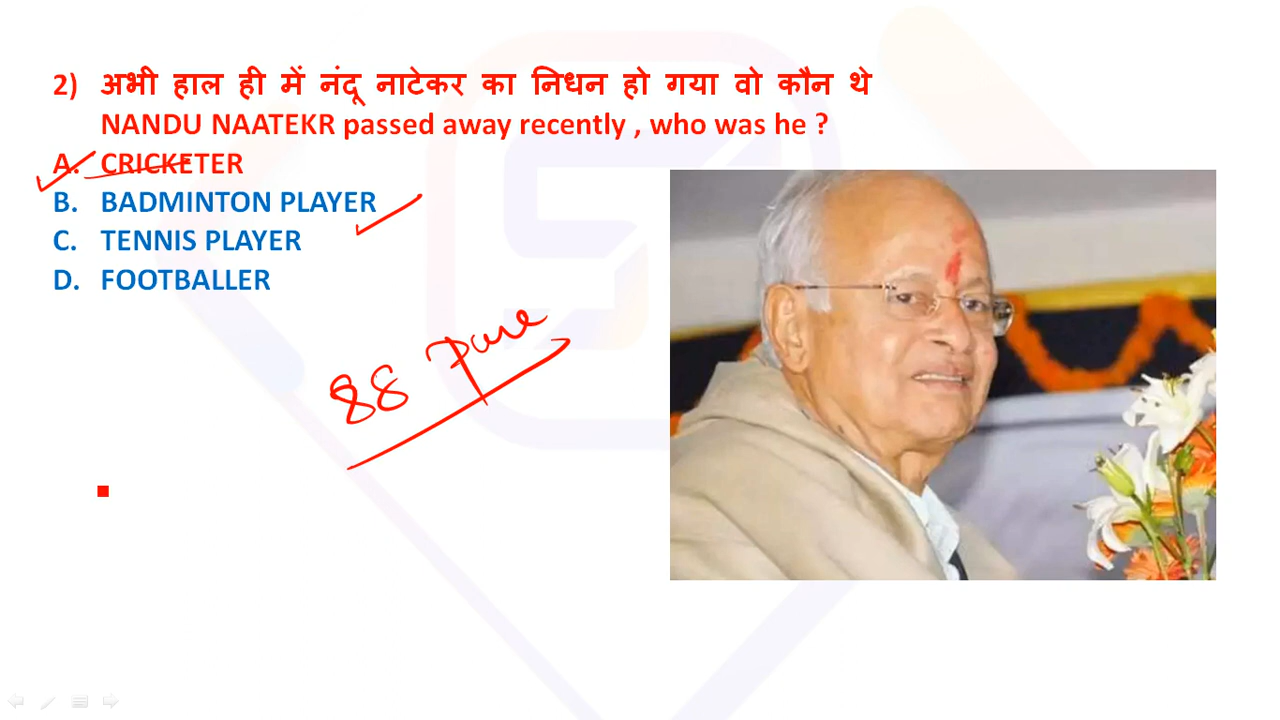 2) अभी हाल ही में नंदू नाटेकर का निधन हो गया वो कौन थे
NANDU NAATEKR passed away recently , who was he ?
A. CRICKETER
B. BADMINTON PLAYER
C. TENNIS PLAYER
D. FOOTBALLER
88